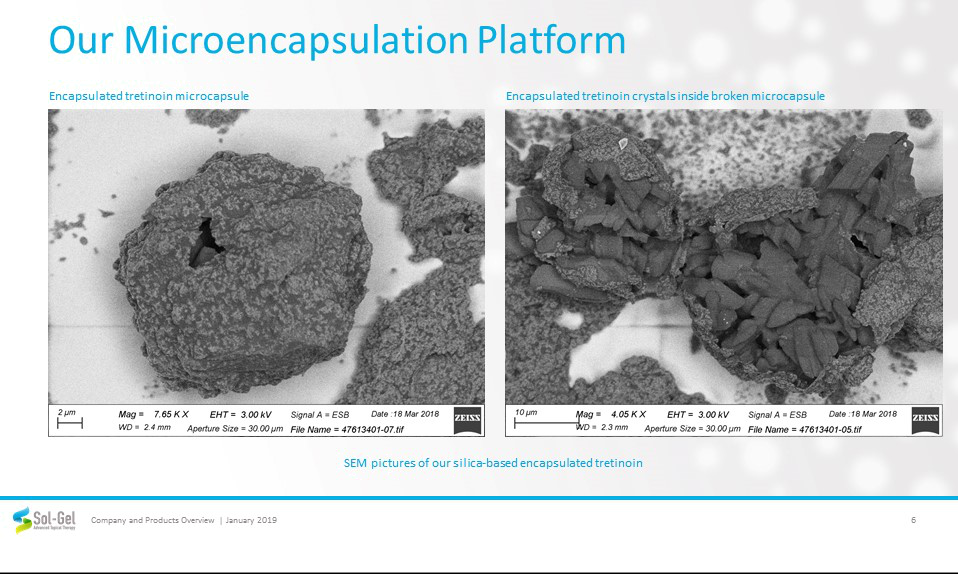 Our Microencapsulation Platform
Encapsulated tretinoin microcapsule
Encapsulated tretinoin crystals inside broken microcapsule
2 µm
Mag = 7.65 K X
EHT = 3.00 kV
Signal A = ESB
Date :18 Mar 2018
WD = 2.4 mm
Aperture Size = 30.00 µm
File Name = 47613401-07.tif
ZEISS
10 µm
Mag = 4.05 K X
EHT = 3.00 kV
Signal A = ESB
Date :18 Mar 2018
WD = 2.3 mm
Aperture Size = 30.00 µm
File Name = 47613401-05.tif
ZEISS
SEM pictures of our silica-based encapsulated tretinoin
Sol-Gel
Advanced Topical Therapy
Company and Products Overview | January 2019
6